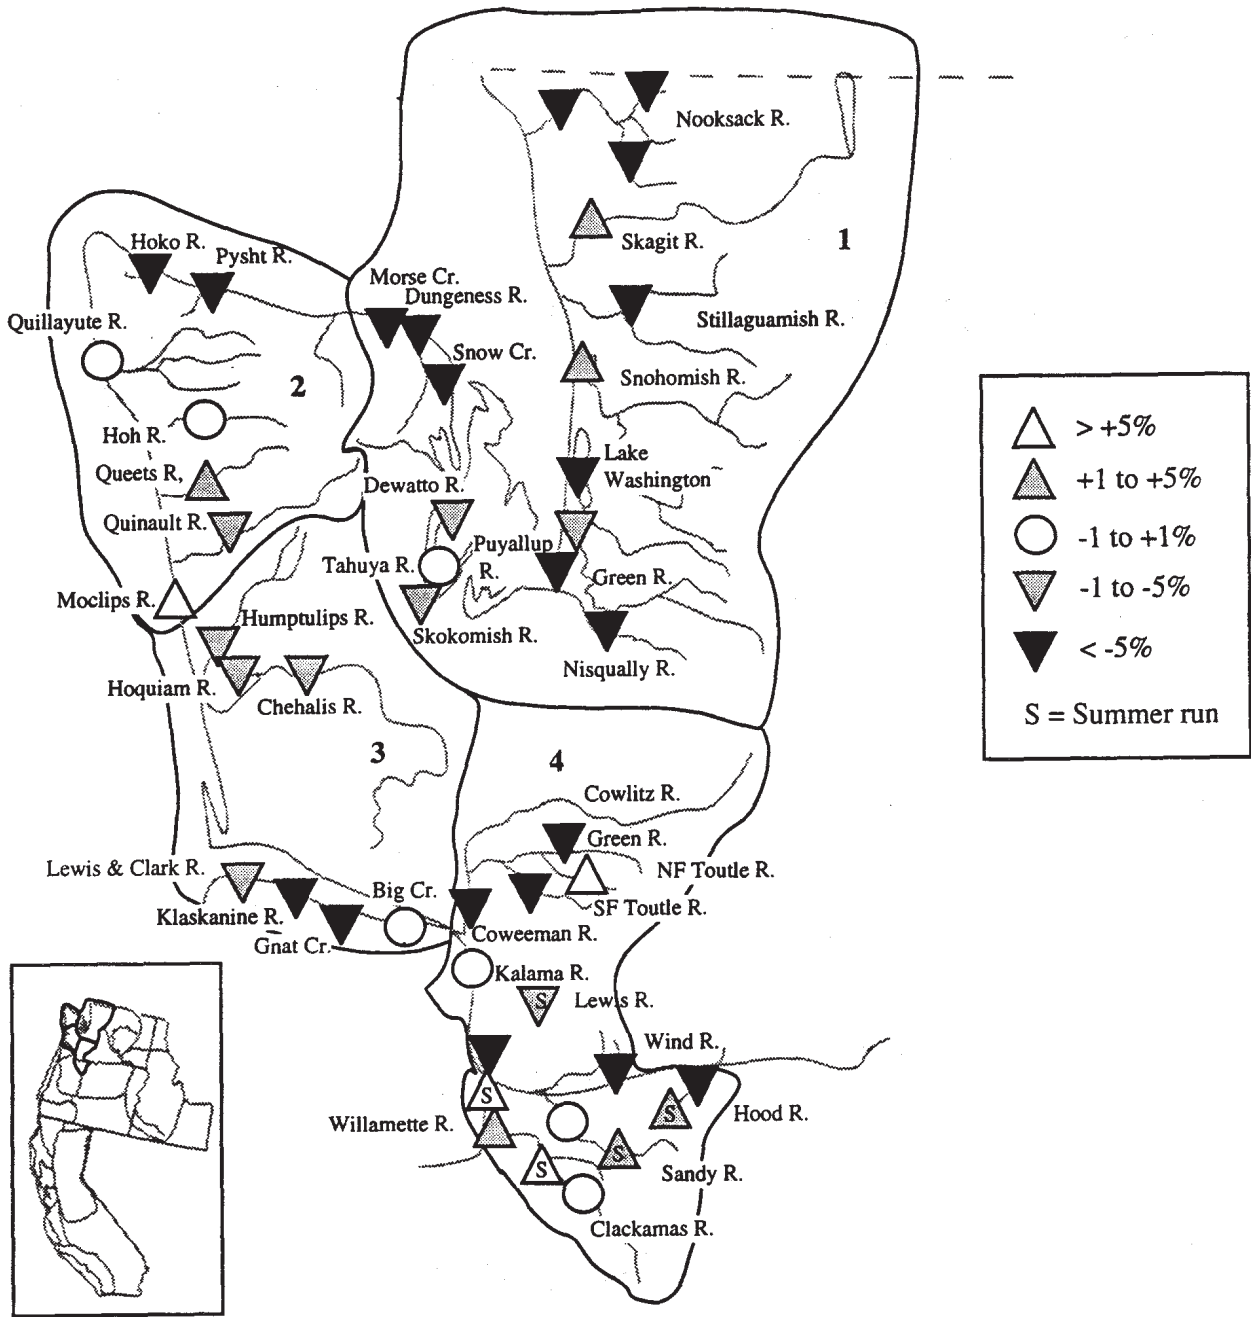 Nooksack R.
Skagit R.
1
Hoko R.
Pysht R.
Morse Cr.
Dungeness R.
Quillayute R.
Stillaguamish R.
Snow Cr.
2
Snohomish R.
Hoh R.
Lake
Washington
Queets R,
Dewatto R.
Quinault R.
Puyallup
R.
Tahuya R.
Green R.
Moclips R.
Humptulips R.
Skokomish R.
Nisqually R.
Hoquiam R.
Chehalis R.
3
4
Cowlitz R.
Green R.
Lewis & Clark R.
NF Toutle R.
Big Cr.
SF Toutle R.
Klaskanine R.
Gnat Cr.
Coweeman R.
Kalama R.
S
Lewis R.
Wind R.
S
S
Hood R.
Willamette R.
S
S
Sandy R.
Clackamas R.
> +5%
+1 to +5%
-1 to +1%
-1 to -5%
< -5%
S = Summer run